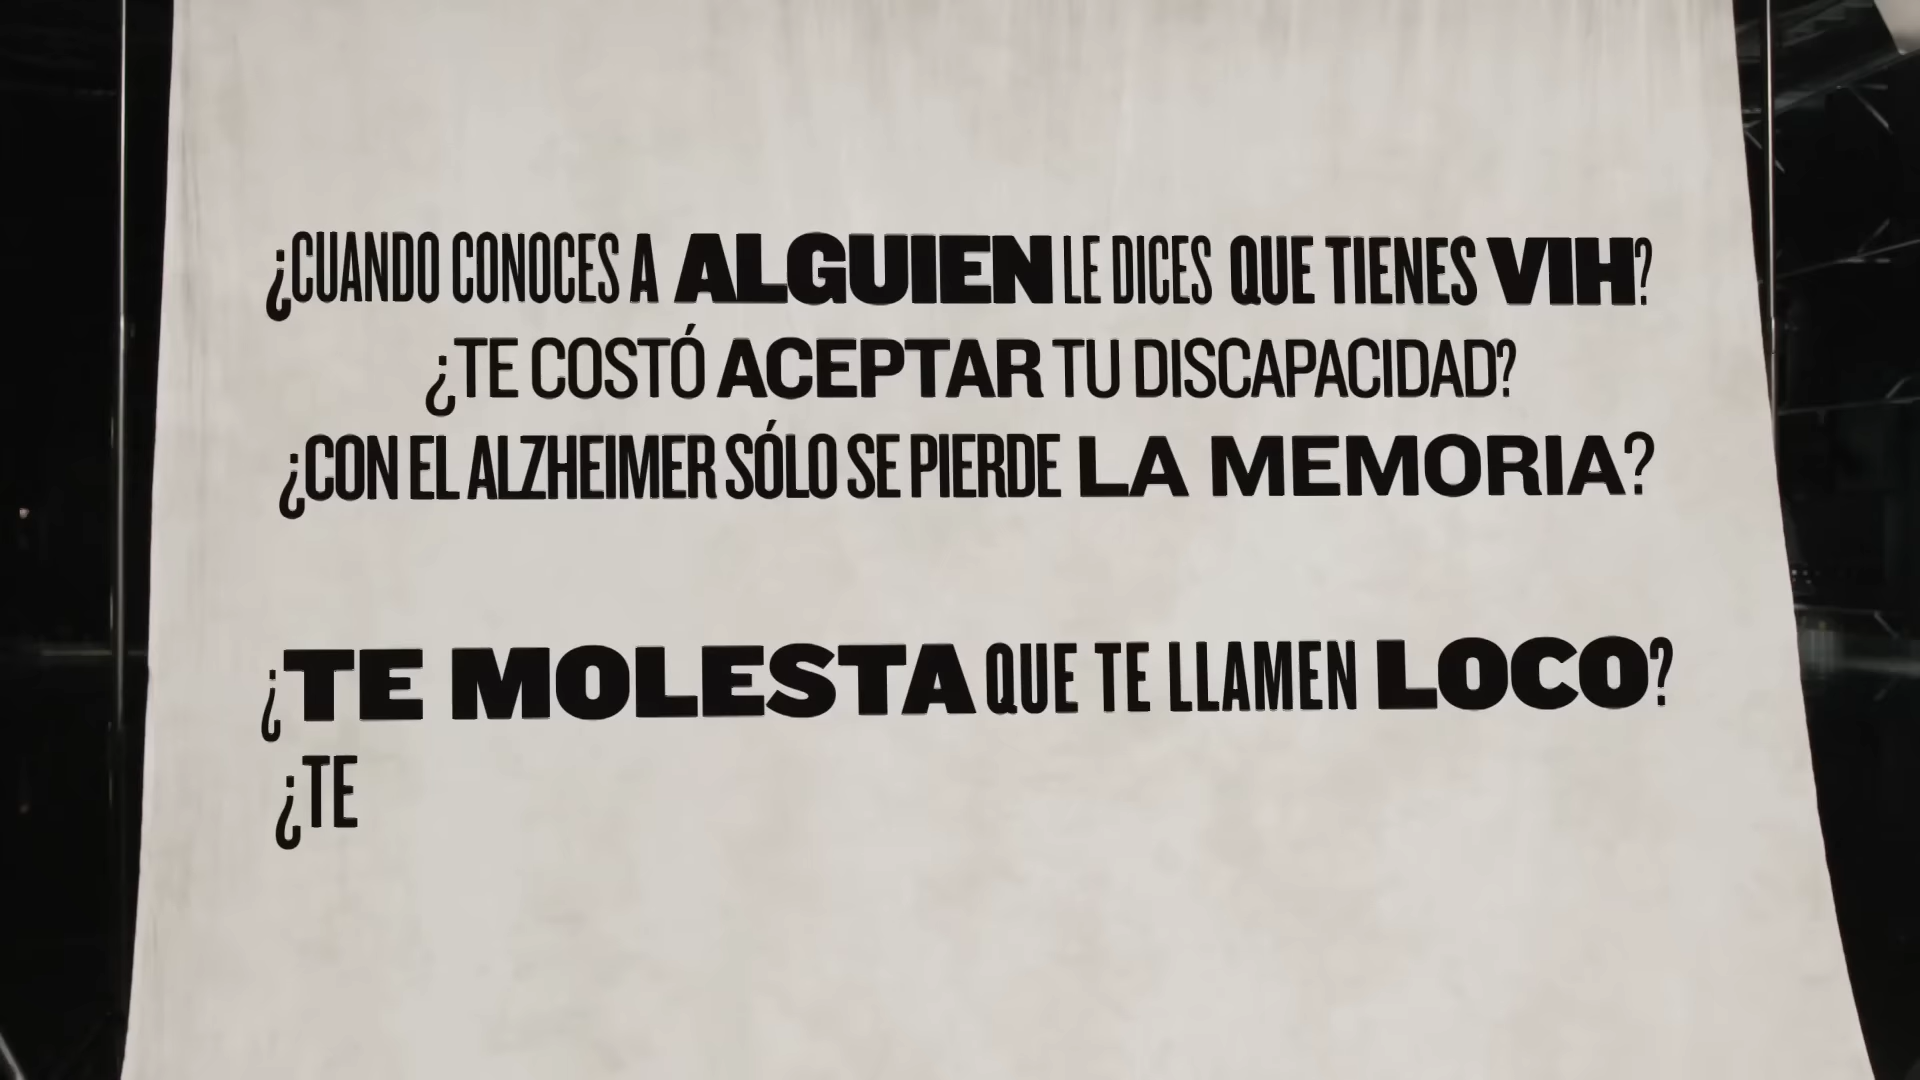 ¿CUANDO CONOCES A ALGUIEN LE DICES QUE TIENES VIH?
¿TE COSTÓ ACEPTAR TU DISCAPACIDAD?
¿CON EL ALZHEIMER SÓLO SE PIERDE LA MEMORIA?
¿TE MOLESTA QUE TE LLAMEN LOCO?
¿TE